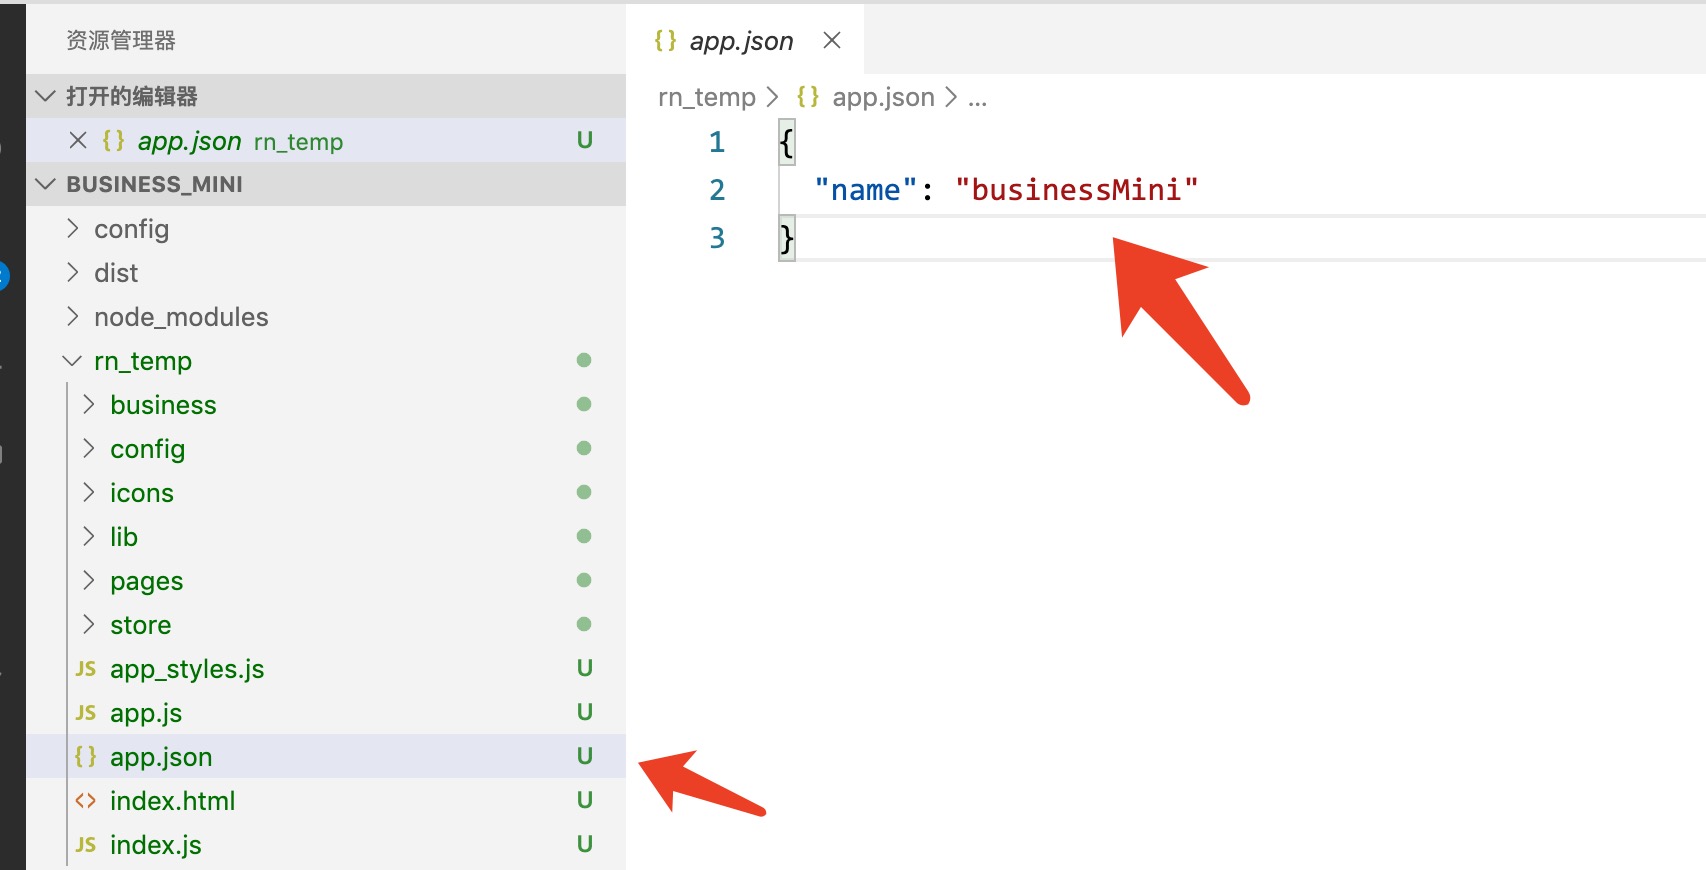 资源管理器
打开的编辑器
{} app.json rn_temp U
BUSINESS_MINI
config
dist
node_modules
rn_temp
business
config
icons
lib
pages
store
JS app_styles.js U
JS app.js U
{} app.json U
<> index.html U
JS index.js U
{} app.json
rn_temp > {} app.json > ...
1 {
2 "name": "businessMini"
3 }